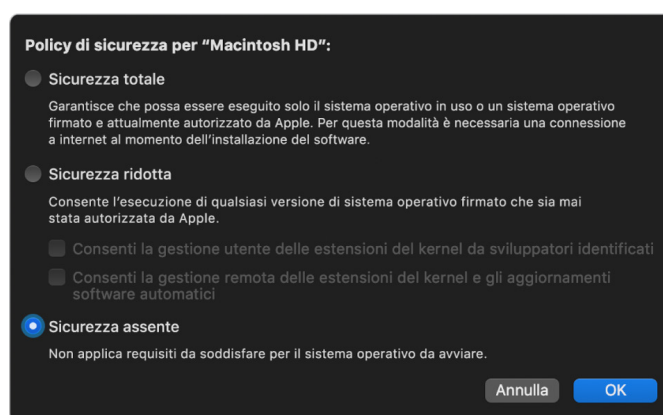 Policy di sicurezza per “Macintosh HD”:
Sicurezza totale
Garantisce che possa essere eseguito solo il sistema operativo in uso o un sistema operativo
firmato e attualmente autorizzato da Apple. Per questa modalità è necessaria una connessione
a internet al momento dell’installazione del software.
Sicurezza ridotta
Consente l’esecuzione di qualsiasi versione di sistema operativo firmato che sia mai
stata autorizzata da Apple.
Consenti la gestione utente delle estensioni del kernel da sviluppatori identificati
Consenti la gestione remota delle estensioni del kernel e gli aggiornamenti
software automatici
Sicurezza assente
Non applica requisiti da soddisfare per il sistema operativo da avviare.
Annulla OK